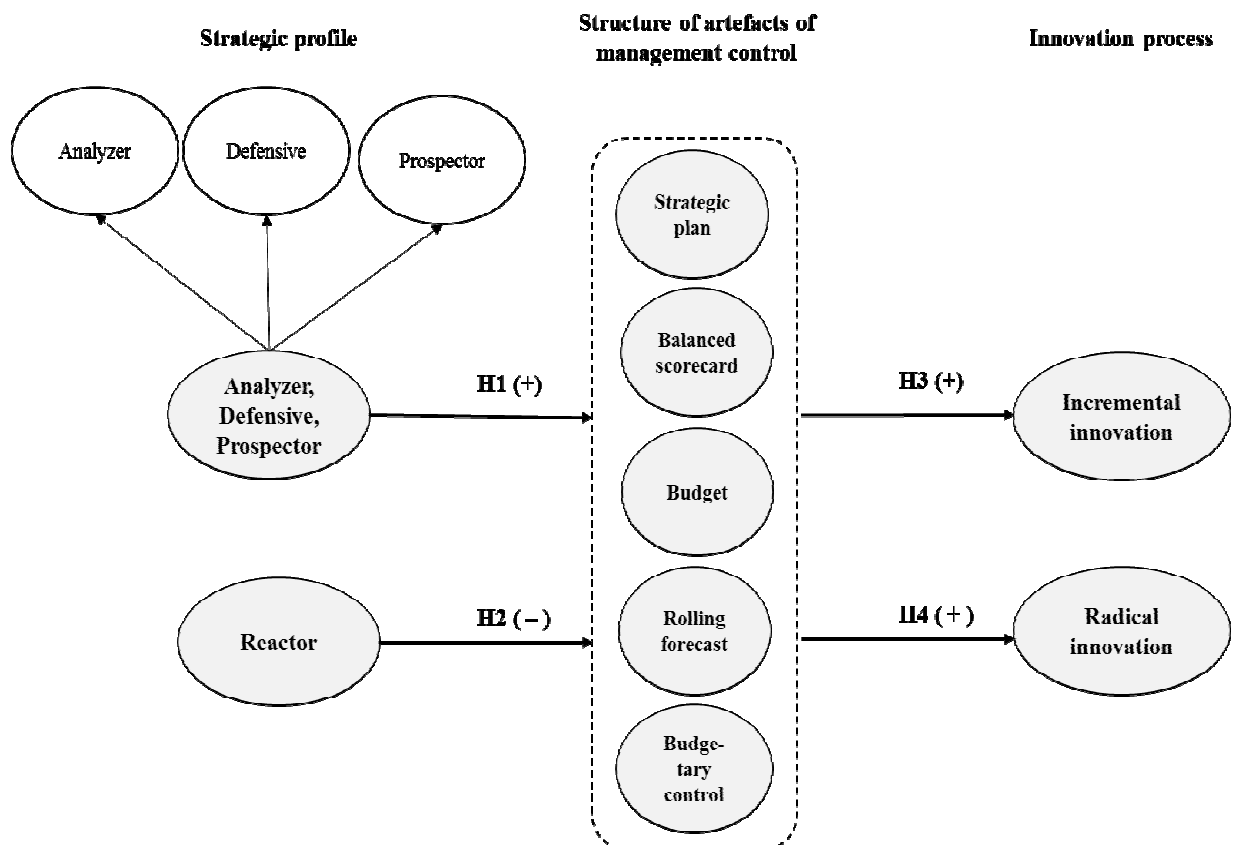 Strategic profile
Structure of artefacts of
management control
Innovation process
Analyzer
Defensive
Prospector
Strategic
plan
Balanced
scorecard
Analyzer,
Defensive,
Prospector
H1 (+)
H3 (+)
Incremental
innovation
Budget
Reactor
H2 ( – )
Rolling
forecast
H4 ( + )
Radical
innovation
Budge-
tary
control